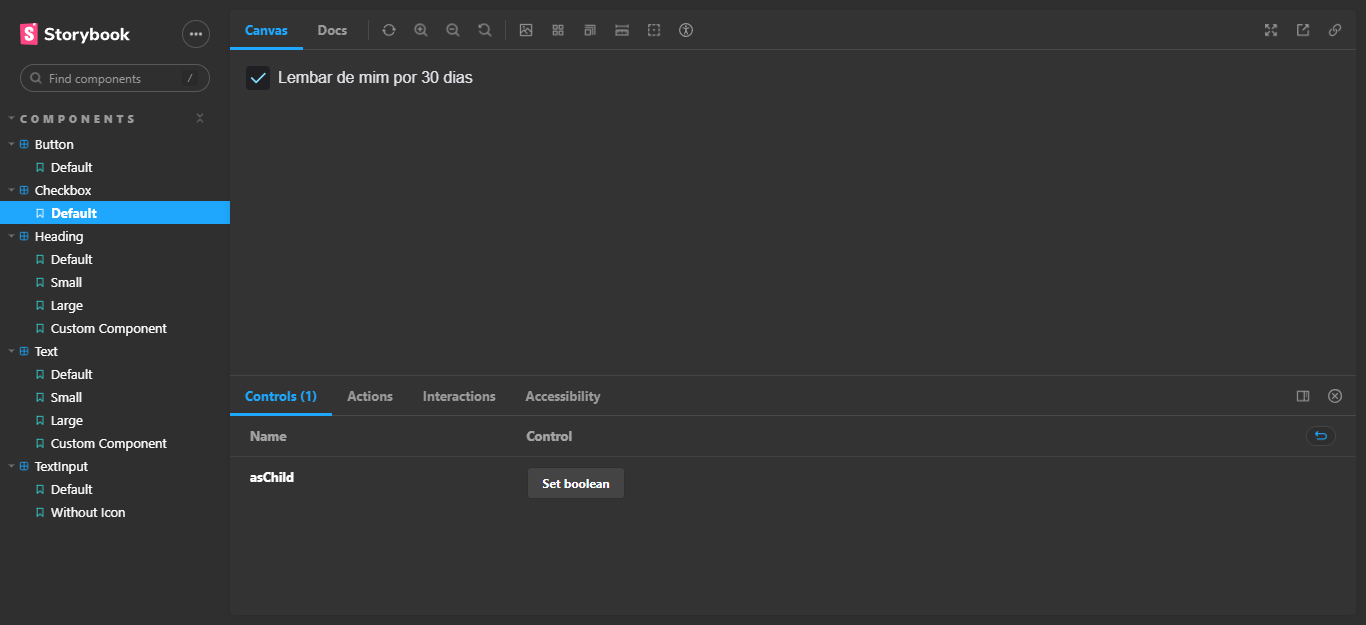 Storybook
Find components
/
COMPONENTS
Button
Default
Checkbox
Default
Heading
Default
Small
Large
Custom Component
Text
Default
Small
Large
Custom Component
TextInput
Default
Without Icon
Canvas Docs
Lembar de mim por 30 dias
Controls (1) Actions Interactions Accessibility
Name Control
asChild Set boolean